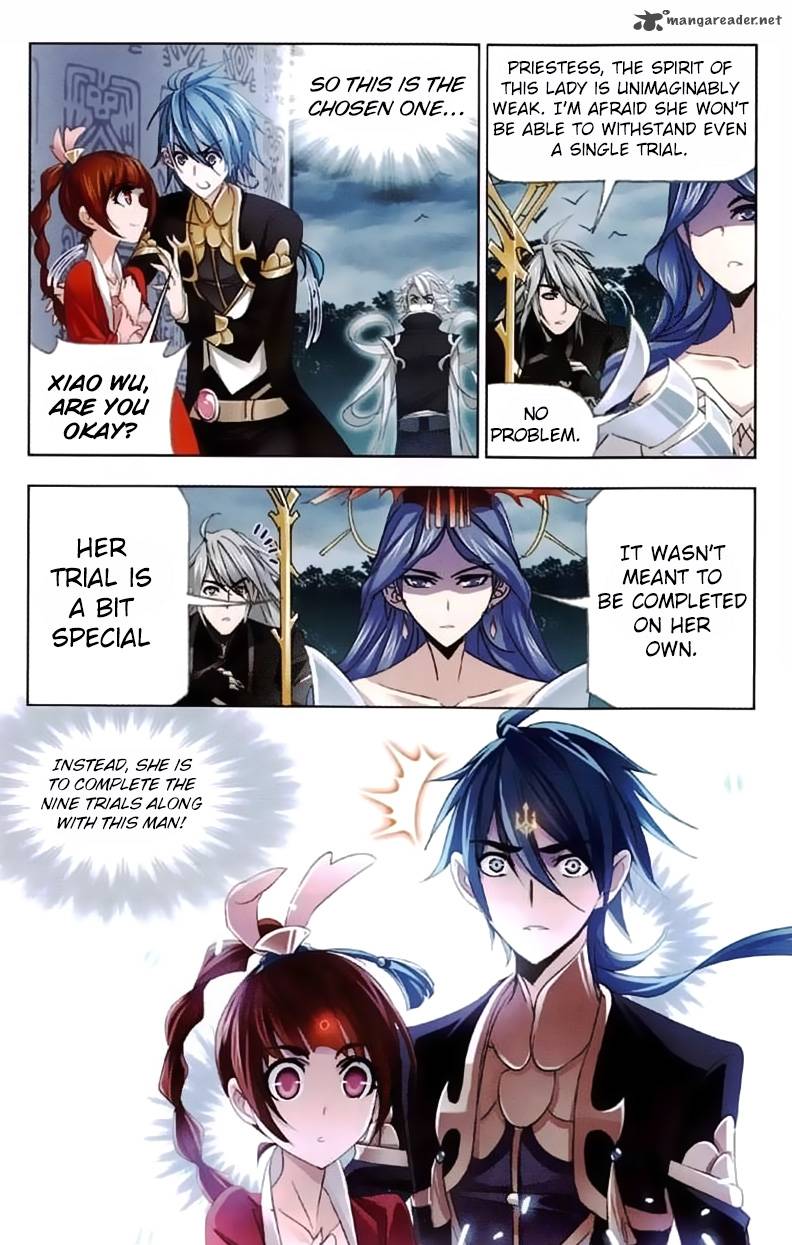 mangareader.net
SO THIS IS THE
CHOSEN ONE...
XIAO WU,
ARE YOU
OKAY?
PRIESTESS, THE SPIRIT OF
THIS LADY IS UNIMAGINABLY
WEAK. I'M AFRAID SHE WON'T
BE ABLE TO WITHSTAND EVEN
A SINGLE TRIAL.
NO
PROBLEM.
HER
TRIAL IS
A BIT
SPECIAL
IT WASN'T
MEANT TO
BE COMPLETED
ON HER
OWN.
INSTEAD, SHE IS
TO COMPLETE THE
NINE TRIALS ALONG
WITH THIS MAN!